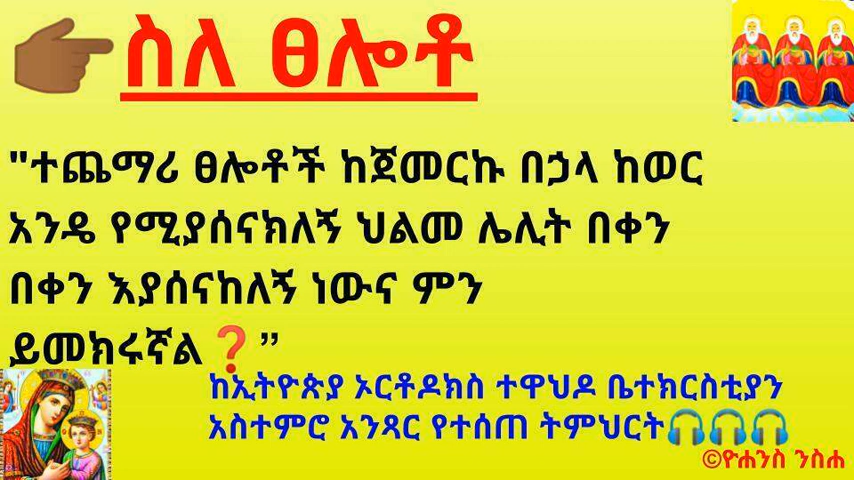 ስለ ፀሎቶ
"ተጨማሪ ፀሎቶች ከጀመርኩ በኃላ ከወር
አንዴ የሚያሰናክለኝ ህልመ ሌሊት በቀን
በቀን እያሰናከለኝ ነውና ምን
ይመክሩኛል❓”
ከኢትዮጵያ ኦርቶዶክስ ተዋህዶ ቤተክርስቲያን
አስተምሮ አንጻር የተሰጠ ትምህርት🎧🎧🎧
©ዮሐንስ ንስሐ